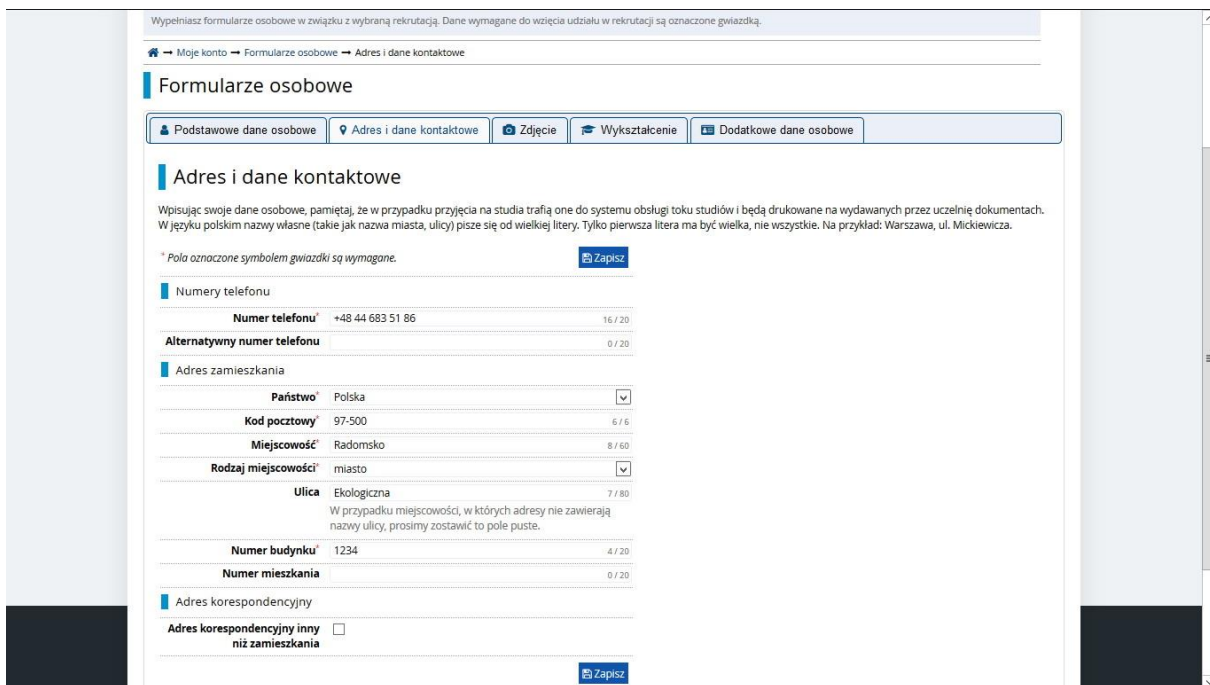 Wypełniasz formularze osobowe w związku z wybraną rekrutacją. Dane wymagane do wzięcia udziału w rekrutacji są oznaczone gwiazdką.
→ Moje konto → Formularze osobowe → Adres i dane kontaktowe
Formularze osobowe
Podstawowe dane osobowe Adres i dane kontaktowe Zdjęcie Wykształcenie Dodatkowe dane osobowe
Adres i dane kontaktowe
Wpisując swoje dane osobowe, pamiętaj, że w przypadku przyjęcia na studia trafią one do systemu obsługi toku studiów i będą drukowane na wydawanych przez uczelnię dokumentach.
W języku polskim nazwy własne (takie jak nazwa miasta, ulicy) pisze się od wielkiej litery. Tylko pierwsza litera ma być wielka, nie wszystkie. Na przykład: Warszawa, ul. Mickiewicza.
* Pola oznaczone symbolem gwiazdki są wymagane. Zapisz
Numery telefonu
Numer telefonu* +48 44 683 51 86 16 / 20
Alternatywny numer telefonu 0 / 20
Adres zamieszkania
Państwo* Polska
Kod pocztowy* 97-500 6 / 6
Miejscowość* Radomsko 8 / 60
Rodzaj miejscowości* miasto
Ulica Ekologiczna 7 / 80
W przypadku miejscowości, w których adresy nie zawierają
nazwy ulicy, prosimy zostawić to pole puste.
Numer budynku* 1234 4 / 20
Numer mieszkania 0 / 20
Adres korespondencyjny
Adres korespondencyjny inny
niż zamieszkania
Zapisz